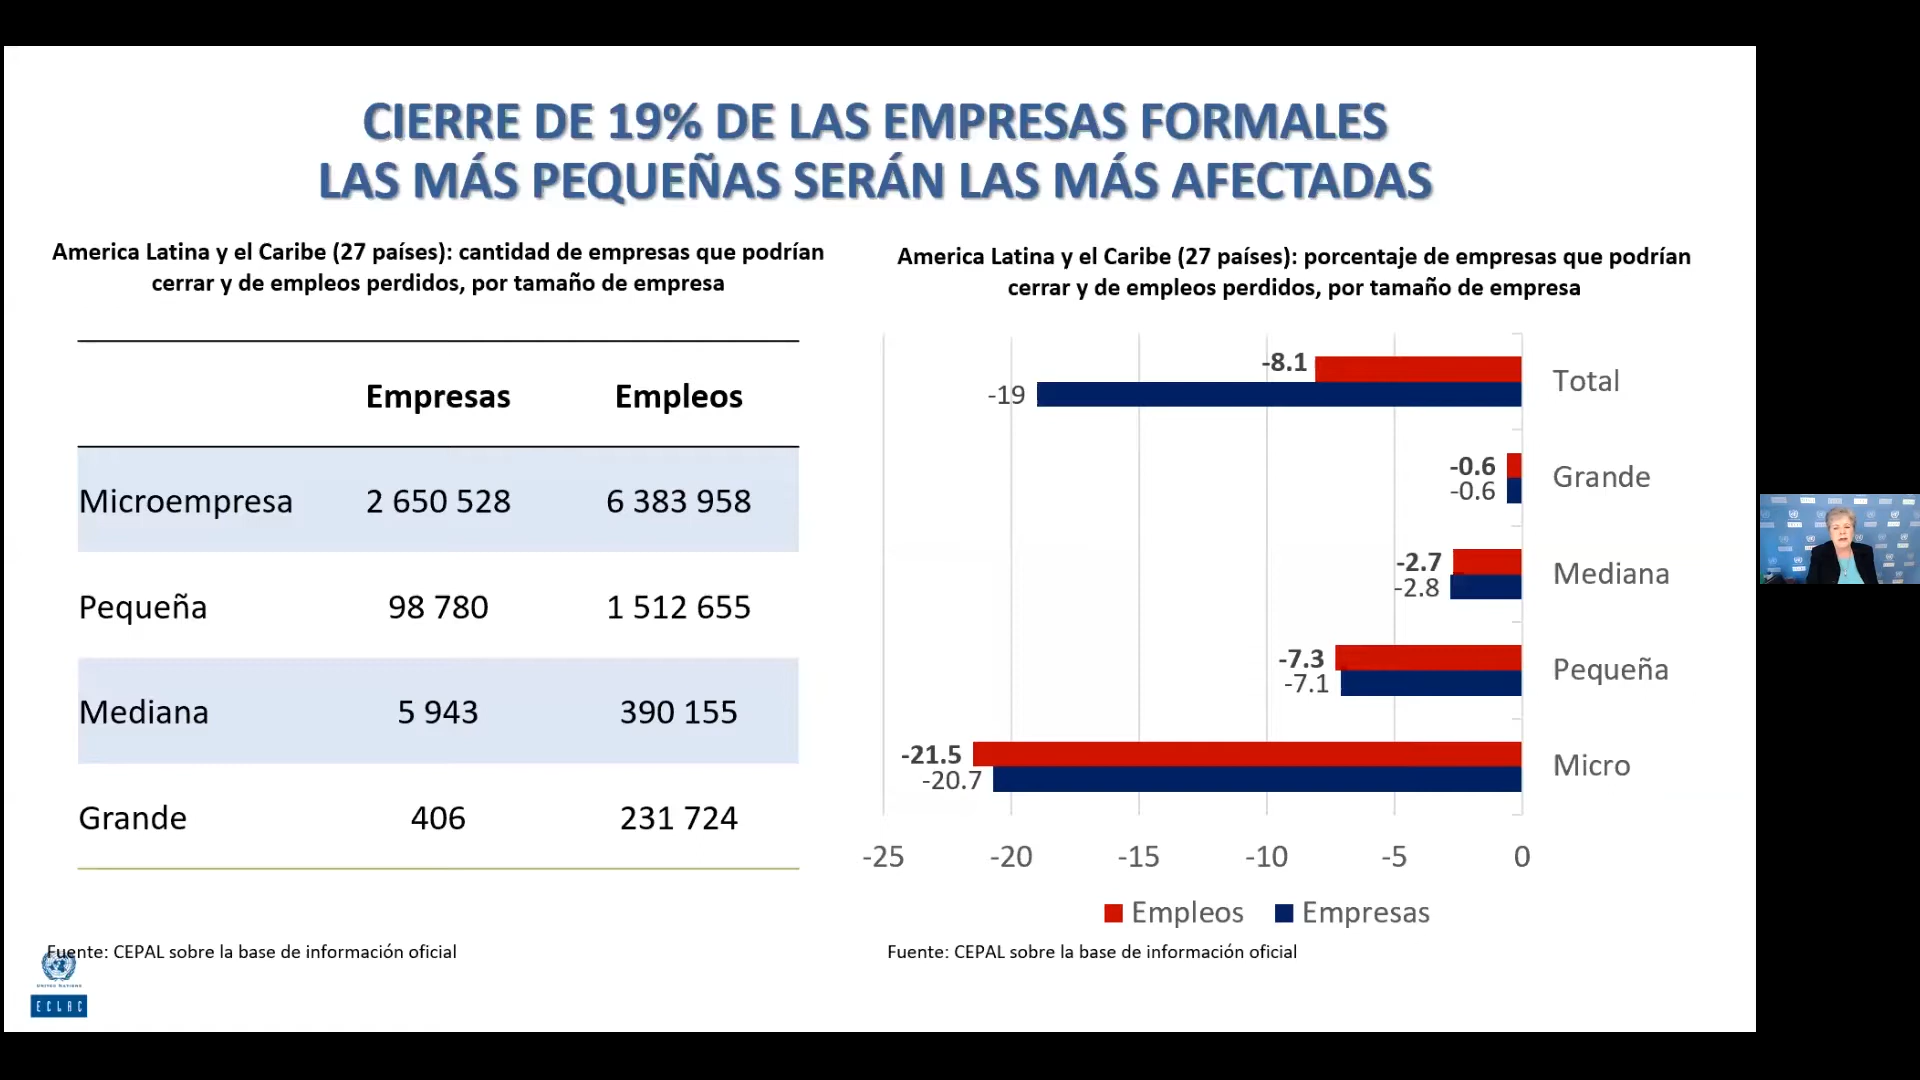 CIERRE DE 19% DE LAS EMPRESAS FORMALES
LAS MÁS PEQUEÑAS SERÁN LAS MÁS AFECTADAS
America Latina y el Caribe (27 países): cantidad de empresas que podrían
cerrar y de empleos perdidos, por tamaño de empresa
Empresas Empleos
Microempresa 2 650 528 6 383 958
Pequeña 98 780 1 512 655
Mediana 5 943 390 155
Grande 406 231 724
Fuente: CEPAL sobre la base de información oficial
UNITED NATIONS
ECLAC
America Latina y el Caribe (27 países): porcentaje de empresas que podrían
cerrar y de empleos perdidos, por tamaño de empresa
-8.1
-19
Total
-0.6
-0.6
Grande
-2.7
-2.8
Mediana
-7.3
-7.1
Pequeña
-21.5
-20.7
Micro
-25 -20 -15 -10 -5 0
Empleos Empresas
Fuente: CEPAL sobre la base de información oficial